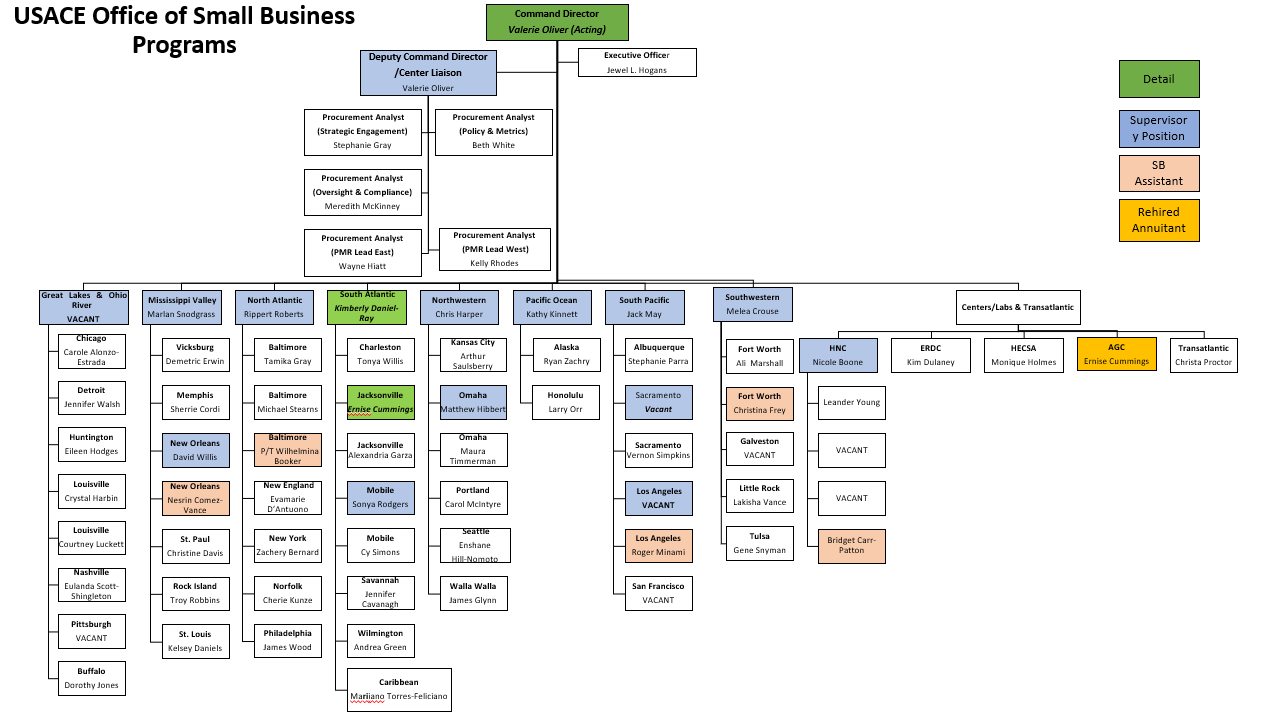 USACE Office of Small Business
Programs
Command Director
Valerie Oliver (Acting)
Deputy Command Director
/Center Liaison
Valerie Oliver
Executive Officer
Jewel L. Hogans
Detail
Supervisor
y Position
SB
Assistant
Rehired
Annuitant
Procurement Analyst
(Strategic Engagement)
Stephanie Gray
Procurement Analyst
(Policy & Metrics)
Beth White
Procurement Analyst
(Oversight & Compliance)
Meredith McKinney
Procurement Analyst
(PMR Lead East)
Wayne Hiatt
Procurement Analyst
(PMR Lead West)
Kelly Rhodes
Great Lakes & Ohio
River
VACANT
Chicago
Carole Alonzo-
Estrada
Detroit
Jennifer Walsh
Huntington
Eileen Hodges
Louisville
Crystal Harbin
Louisville
Courtney Luckett
Nashville
Eulanda Scott-
Shingleton
Pittsburgh
VACANT
Buffalo
Dorothy Jones
Mississippi Valley
Marlan Snodgrass
Vicksburg
Demetric Erwin
Memphis
Sherrie Cordi
New Orleans
David Willis
New Orleans
Nesrin Comez-
Vance
St. Paul
Christine Davis
Rock Island
Troy Robbins
St. Louis
Kelsey Daniels
North Atlantic
Rippert Roberts
Baltimore
Tamika Gray
Baltimore
Michael Stearns
Baltimore
P/T Wilhelmina
Booker
New England
Evamarie
D'Antuono
New York
Zachery Bernard
Norfolk
Cherie Kunze
Philadelphia
James Wood
South Atlantic
Kimberly Daniel-
Ray
Charleston
Tonya Willis
Jacksonville
Ernise Cummings
Jacksonville
Alexandria Garza
Mobile
Sonya Rodgers
Mobile
Cy Simons
Savannah
Jennifer
Cavanagh
Wilmington
Andrea Green
Caribbean
Mariiano Torres-Feliciano
Northwestern
Chris Harper
Kansas City
Arthur
Saulsberry
Omaha
Matthew Hibbert
Omaha
Maura
Timmerman
Portland
Carol McIntyre
Seattle
Enshane
Hill-Nomoto
Walla Walla
James Glynn
Pacific Ocean
Kathy Kinnett
Alaska
Ryan Zachry
Honolulu
Larry Orr
South Pacific
Jack May
Albuquerque
Stephanie Parra
Sacramento
Vacant
Sacramento
Vernon Simpkins
Los Angeles
VACANT
Los Angeles
Roger Minami
San Francisco
VACANT
Southwestern
Melea Crouse
Fort Worth
Ali Marshall
Fort Worth
Christina Frey
Galveston
VACANT
Little Rock
Lakisha Vance
Tulsa
Gene Snyman
Centers/Labs & Transatlantic
HNC
Nicole Boone
Leander Young
VACANT
VACANT
Bridget Carr-
Patton
ERDC
Kim Dulaney
HECSA
Monique Holmes
AGC
Ernise Cummings
Transatlantic
Christa Proctor